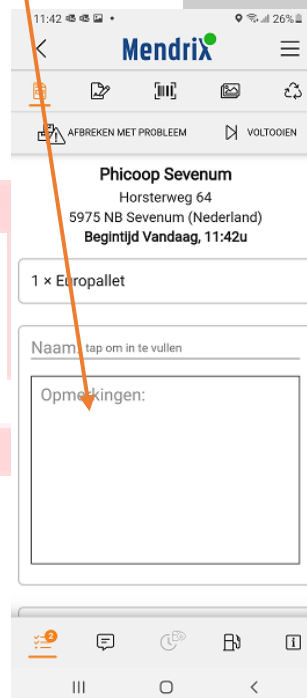 11:42
26%
MendriX
AFBREKEN MET PROBLEEM
VOLTOOIEN
Phicoop Sevenum
Horsterweg 64
5975 NB Sevenum (Nederland)
Begintijd Vandaag, 11:42u
1 × Europallet
Naam: tap om in te vullen
Opmerkingen:
2